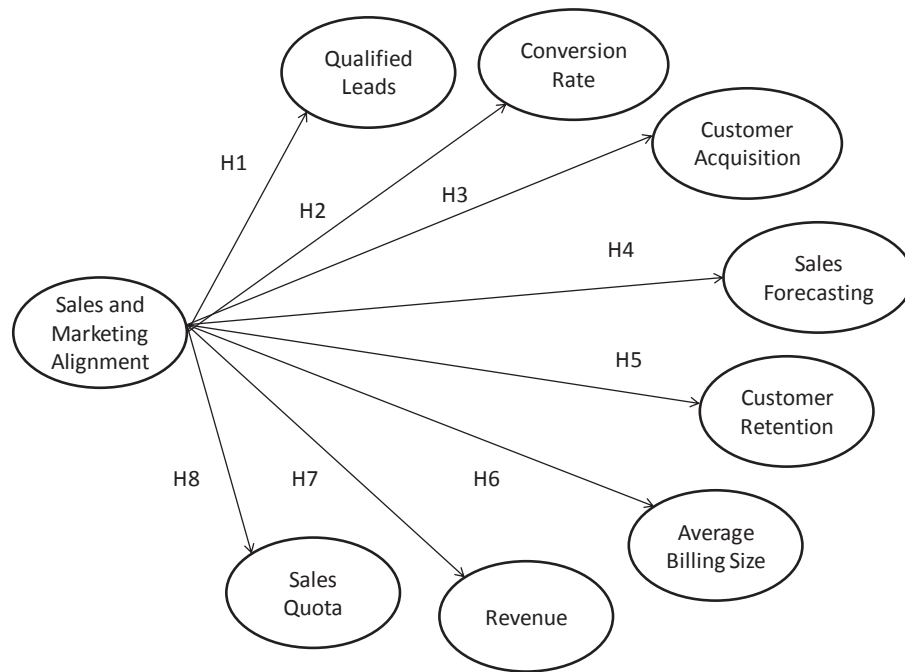 Qualified
Leads
Conversion
Rate
Customer
Acquisition
H1
H2
H3
H4
Sales
Forecasting
Sales and
Marketing
Alignment
H5
Customer
Retention
H8
H7
H6
Average
Billing Size
Sales
Quota
Revenue